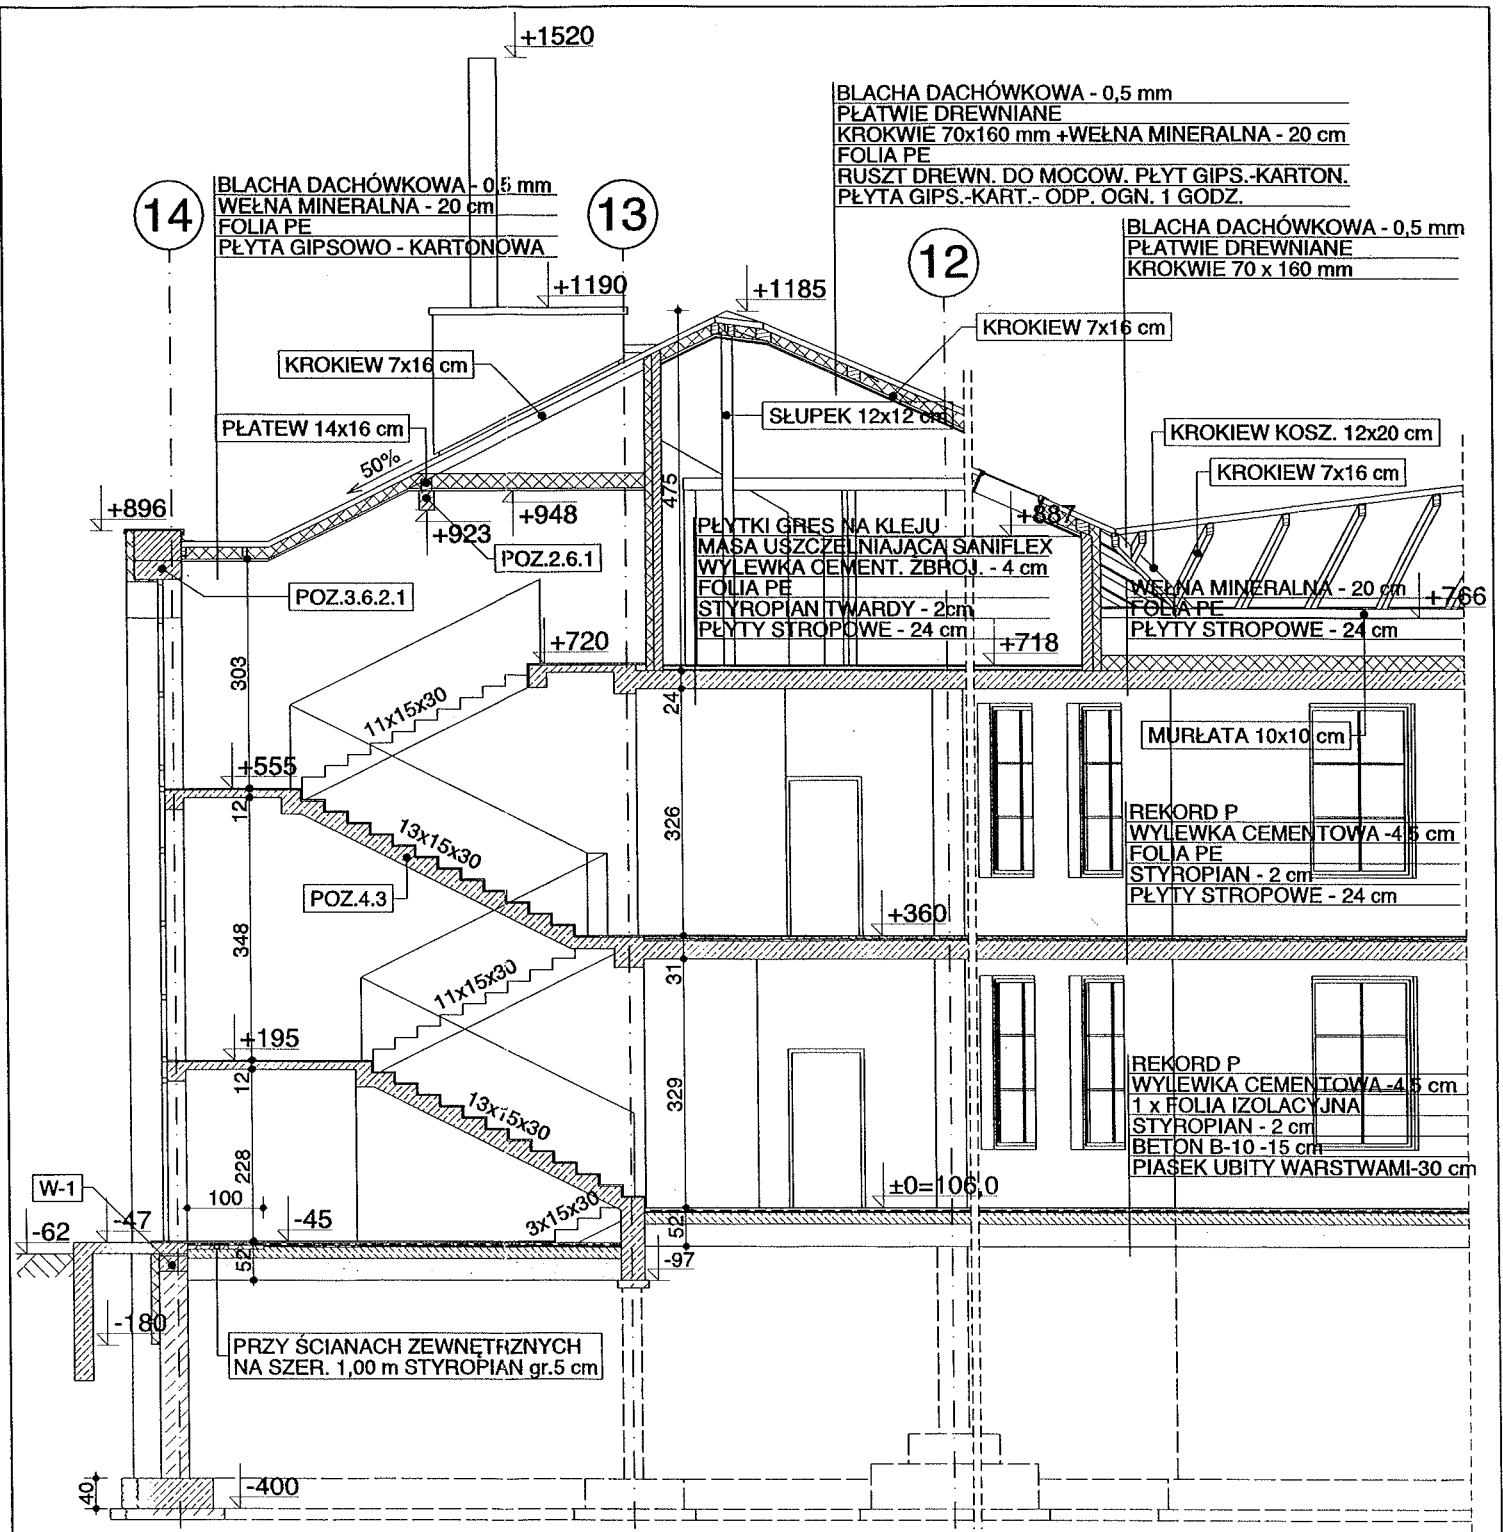 +1520
BLACHA DACHÓWKOWA - 0,5 mm
PŁATWIE DREWNIANE
KROKWIE 70x160 mm +WEŁNA MINERALNA - 20 cm
FOLIA PE
RUSZT DREWN. DO MOCOW. PŁYT GIPS.-KARTON.
PŁYTA GIPS.-KART.- ODP. OGN. 1 GODZ.
14
BLACHA DACHÓWKOWA - 0,5 mm
WEŁNA MINERALNA - 20 cm
FOLIA PE
PŁYTA GIPSOWO - KARTONOWA
13
12
BLACHA DACHÓWKOWA - 0,5 mm
PŁATWIE DREWNIANE
KROKWIE 70 x 160 mm
+1190
+1185
KROKIEW 7x16 cm
KROKIEW 7x16 cm
PŁATEW 14x16 cm
SŁUPEK 12x12 cm
KROKIEW KOSZ. 12x20 cm
KROKIEW 7x16 cm
50%
475
+896
+948
+923
+887
POZ.2.6.1
POZ.3.6.2.1
PŁYTKI GRES NA KLEJU
MASA USZCZELNIAJĄCA SANIFLEX
WYLEWKA CEMENT. ZBROJ. - 4 cm
FOLIA PE
STYROPIAN TWARDY - 2cm
PŁYTY STROPOWE - 24 cm
WEŁNA MINERALNA - 20 cm
FOLIA PE
PŁYTY STROPOWE - 24 cm
+766
+720
+718
303
24
11x15x30
MURŁATA 10x10 cm
+555
12
326
13x15x30
POZ.4.3
REKORD P
WYLEWKA CEMENTOWA -4,5 cm
FOLIA PE
STYROPIAN - 2 cm
PŁYTY STROPOWE - 24 cm
+360
348
31
11x15x30
+195
12
329
13x15x30
REKORD P
WYLEWKA CEMENTOWA -4,5 cm
1 x FOLIA IZOLACYJNA
STYROPIAN - 2 cm
BETON B-10 -15 cm
PIASEK UBITY WARSTWAMI-30 cm
228
W-1
100
±0=106,0
3x15x30
-62
-47
-45
52
52
-97
-180
PRZY ŚCIANACH ZEWNĘTRZNYCH
NA SZER. 1,00 m STYROPIAN gr.5 cm
40
-400